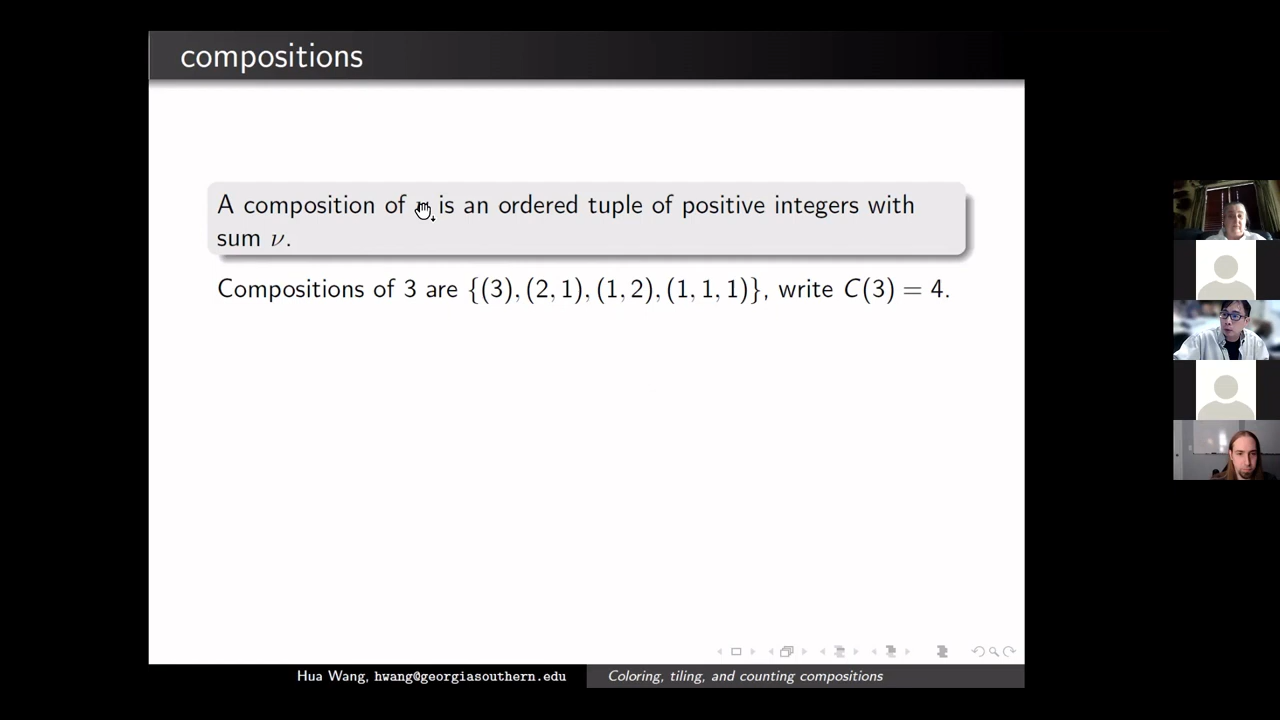 compositions
A composition of is an ordered tuple of positive integers with
sum ν.
Compositions of 3 are {(3), (2, 1), (1, 2), (1, 1, 1)}, write C(3) = 4.
Hua Wang, hwang@georgiasouthern.edu
Coloring, tiling, and counting compositions